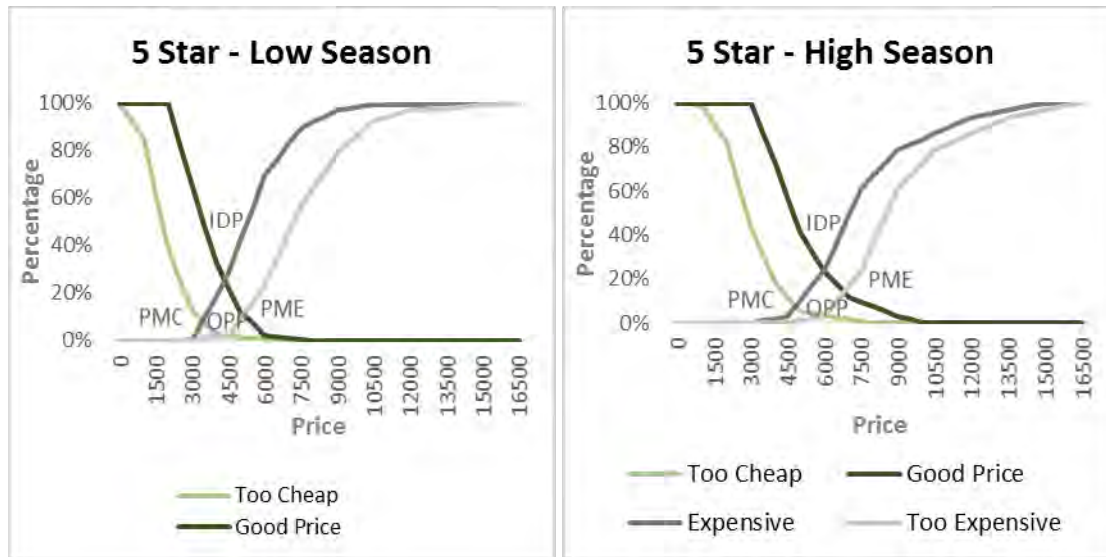 5 Star - Low Season
100%
80%
60%
40%
20%
0%
Percentage
IDP
PMC
OPP
PME
0
1500
3000
4500
6000
7500
9000
10500
12000
13500
15000
16500
Price
Too Cheap
Good Price
5 Star - High Season
100%
80%
60%
40%
20%
0%
Percentage
IDP
PMC
OPP
PME
0
1500
3000
4500
6000
7500
9000
10500
12000
13500
15000
16500
Price
Too Cheap
Good Price
Expensive
Too Expensive